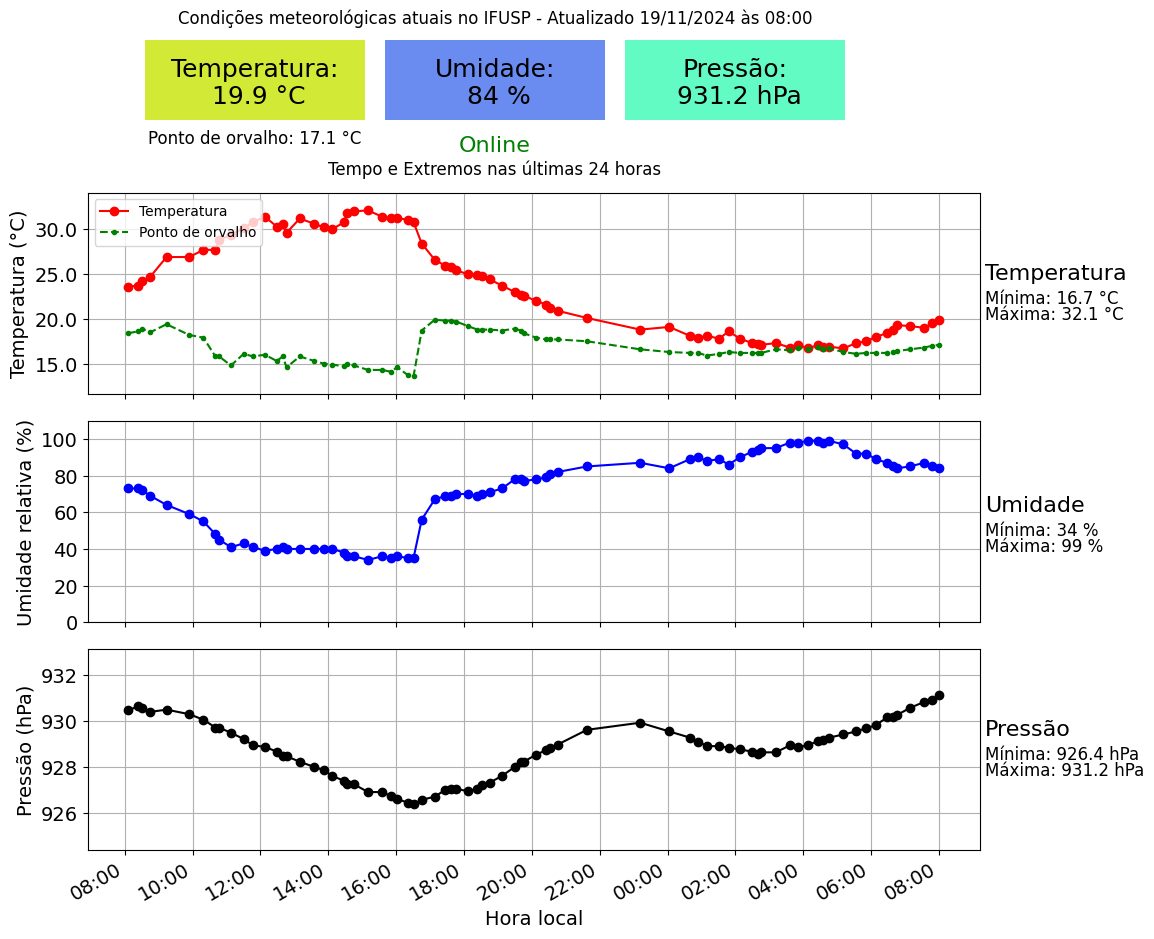 Condições meteorológicas atuais no IFUSP - Atualizado 19/11/2024 às 08:00
Temperatura:
19.9 °C
Umidade:
84 %
Pressão:
931.2 hPa
Ponto de orvalho: 17.1 °C
Online
Tempo e Extremos nas últimas 24 horas
Temperatura (°C)
30.0
25.0
20.0
15.0
Temperatura
Ponto de orvalho
Temperatura
Mínima: 16.7 °C
Máxima: 32.1 °C
Umidade relativa (%)
100
80
60
40
20
0
Umidade
Mínima: 34 %
Máxima: 99 %
Pressão (hPa)
932
930
928
926
Pressão
Mínima: 926.4 hPa
Máxima: 931.2 hPa
08:00 10:00 12:00 14:00 16:00 18:00 20:00 22:00 00:00 02:00 04:00 06:00 08:00
Hora local